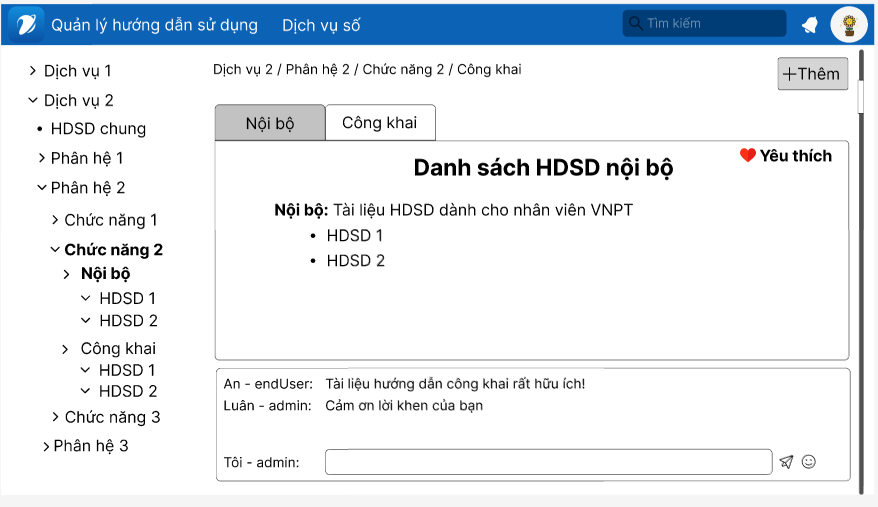 Quản lý hướng dẫn sử dụng Dịch vụ số Tìm kiếm
Dịch vụ 1
Dịch vụ 2
• HDSD chung
Phân hệ 1
Phân hệ 2
Chức năng 1
Chức năng 2
Nội bộ
HDSD 1
HDSD 2
Công khai
HDSD 1
HDSD 2
Chức năng 3
Phân hệ 3
Dịch vụ 2 / Phân hệ 2 / Chức năng 2 / Công khai
+Thêm
Nội bộ Công khai
Yêu thích
Danh sách HDSD nội bộ
Nội bộ: Tài liệu HDSD dành cho nhân viên VNPT
• HDSD 1
• HDSD 2
An - endUser: Tài liệu hướng dẫn công khai rất hữu ích!
Luân - admin: Cảm ơn lời khen của bạn
Tôi - admin: